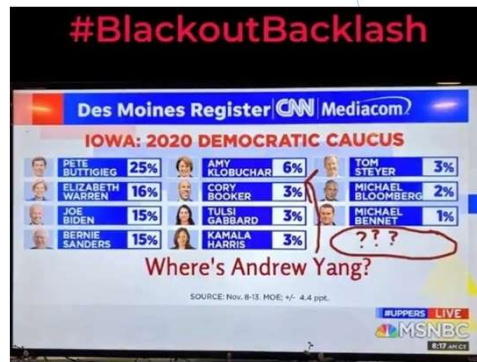 #BlackoutBacklash
Des Moines Register CNN Mediacom
IOWA: 2020 DEMOCRATIC CAUCUS
PETE BUTTIGIEG 25%
ELIZABETH WARREN 16%
JOE BIDEN 15%
BERNIE SANDERS 15%
AMY KLOBUCHAR 6%
CORY BOOKER 3%
TULSI GABBARD 3%
KAMALA HARRIS 3%
TOM STEYER 3%
MICHAEL BLOOMBERG 2%
MICHAEL BENNET 1%
???
Where's Andrew Yang?
SOURCE: Nov. 8-13. MOE; +/- 4.4 ppt.
#UPPERS LIVE
MSNBC
8:17 AM CT